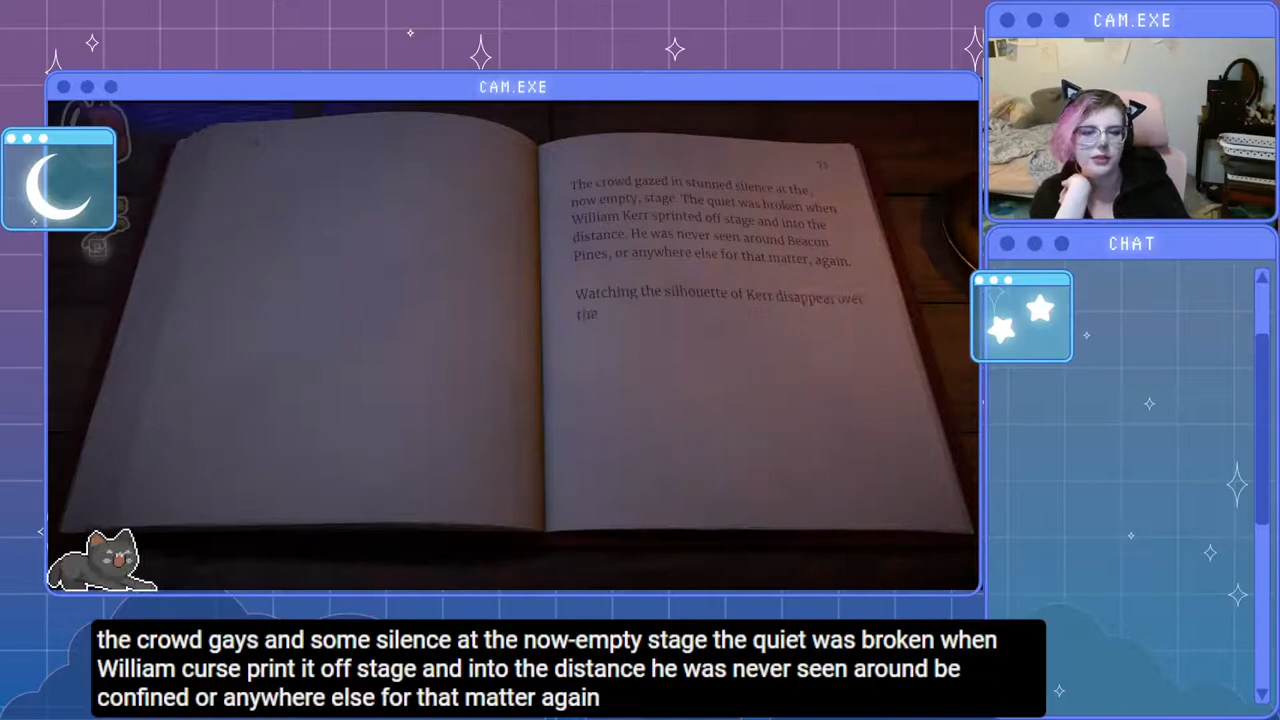 CAM.EXE
CAM.EXE
73
The crowd gazed in stunned silence at the,
now empty, stage. The quiet was broken when
William Kerr sprinted off stage and into the
distance. He was never seen around Beacon
Pines, or anywhere else for that matter, again.
Watching the silhouette of Kerr disappear over
the
CHAT
the crowd gays and some silence at the now-empty stage the quiet was broken when
William curse print it off stage and into the distance he was never seen around be
confined or anywhere else for that matter again